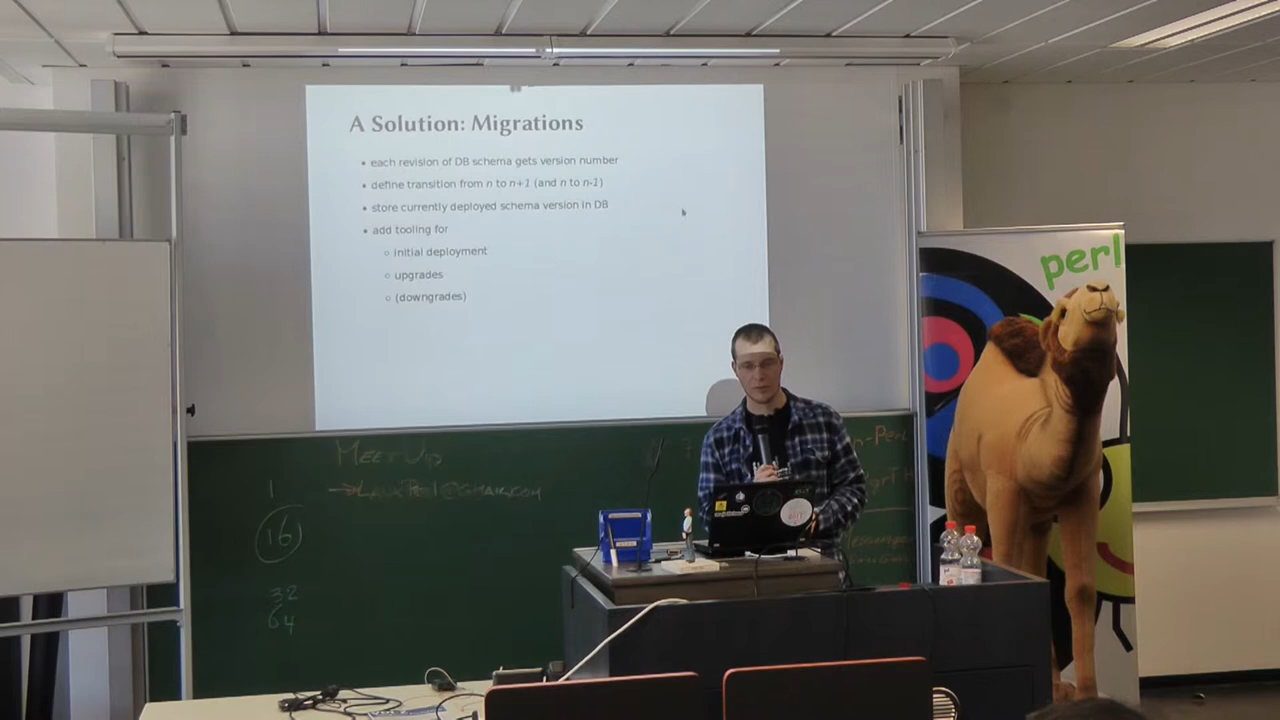 A Solution: Migrations
• each revision of DB schema gets version number
• define transition from n to n+1 (and n to n-1)
• store currently deployed schema version in DB
• add tooling for
○ initial deployment
○ upgrades
○ (downgrades)
perl
MEETUP
1
16
32
64